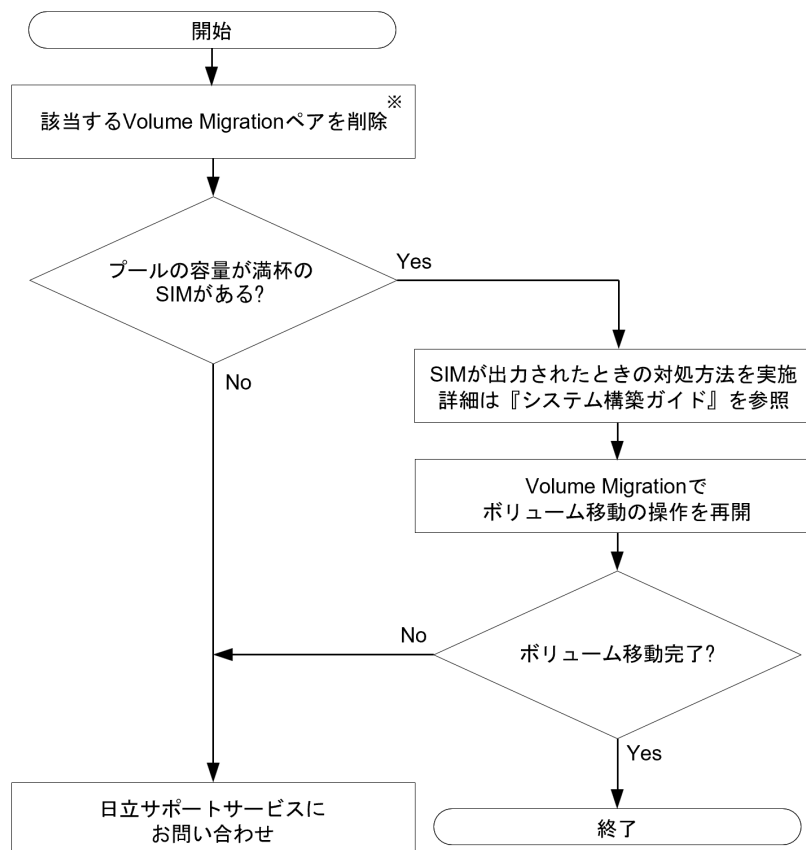 開始
該当するVolume Migrationペアを削除※
プールの容量が満杯の
SIMがある?
Yes
No
SIMが出力されたときの対処方法を実施
詳細は『システム構築ガイド』を参照
Volume Migrationで
ボリューム移動の操作を再開
ボリューム移動完了?
No
Yes
日立サポートサービスに
お問い合わせ
終了